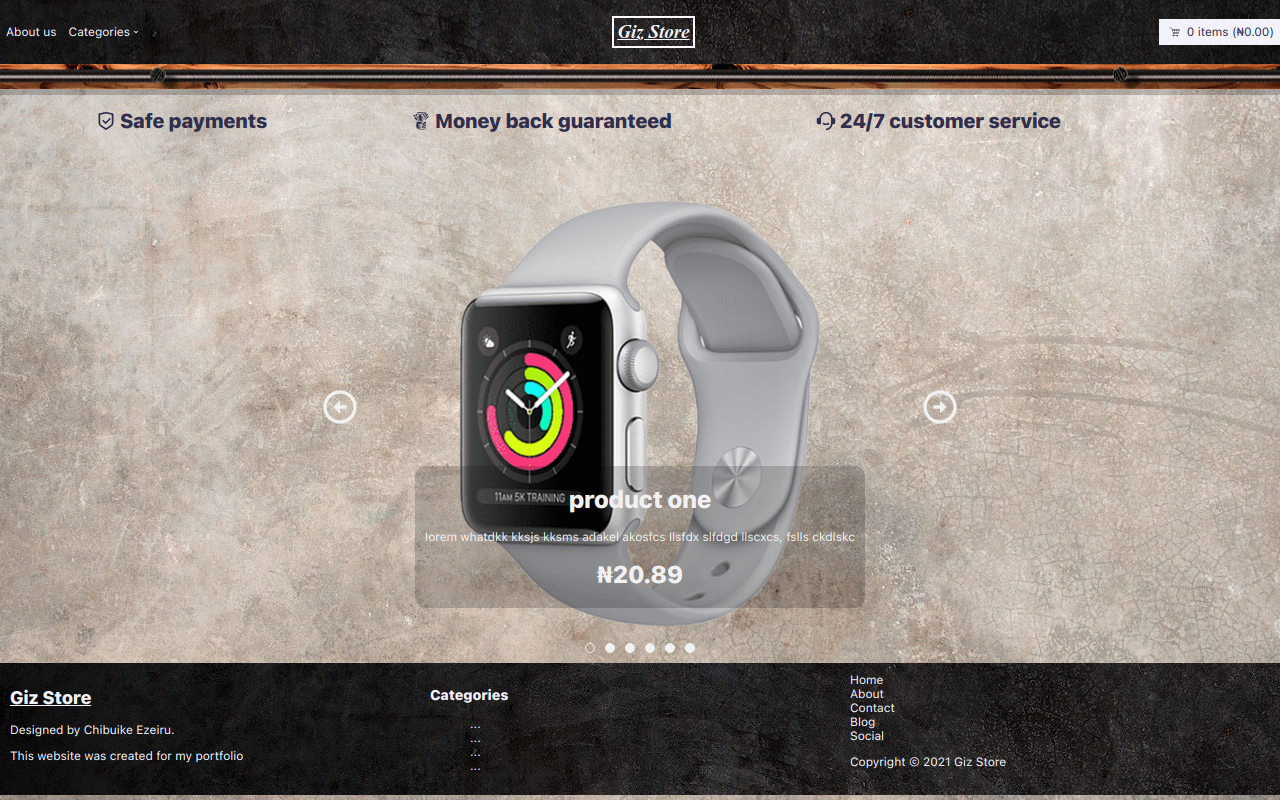 About us
Categories
Giz Store
0 items (₦0.00)
Safe payments
Money back guaranteed
24/7 customer service
11AM 5K TRAINING
product one
lorem whatdkk kksjs kksms adakel akosfcs llsfdx slfdgd llscxcs, fslls ckdlskc
₦20.89
Giz Store
Designed by Chibuike Ezeiru.
This website was created for my portfolio
Categories
...
...
...
...
Home
About
Contact
Blog
Social
Copyright © 2021 Giz Store